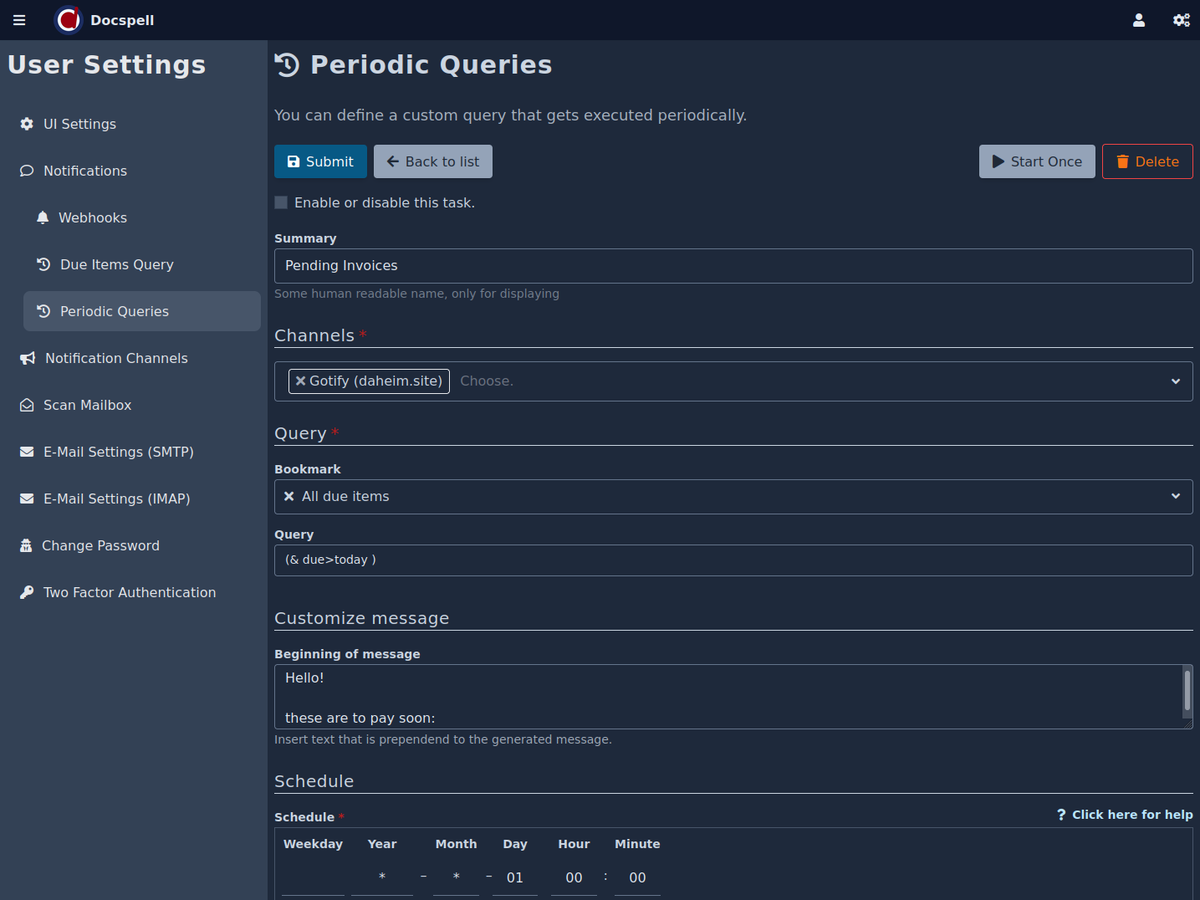 Docspell
User Settings
UI Settings
Notifications
Webhooks
Due Items Query
Periodic Queries
Notification Channels
Scan Mailbox
E-Mail Settings (SMTP)
E-Mail Settings (IMAP)
Change Password
Two Factor Authentication
Periodic Queries
You can define a custom query that gets executed periodically.
Submit Back to list Start Once Delete
Enable or disable this task.
Summary
Pending Invoices
Some human readable name, only for displaying
Channels *
Gotify (daheim.site) Choose.
Query *
Bookmark
All due items
Query
(& due>today )
Customize message
Beginning of message
Hello!
these are to pay soon:
Insert text that is prependend to the generated message.
Schedule
Schedule * ? Click here for help
Weekday Year Month Day Hour Minute
* – * – 01 00 : 00